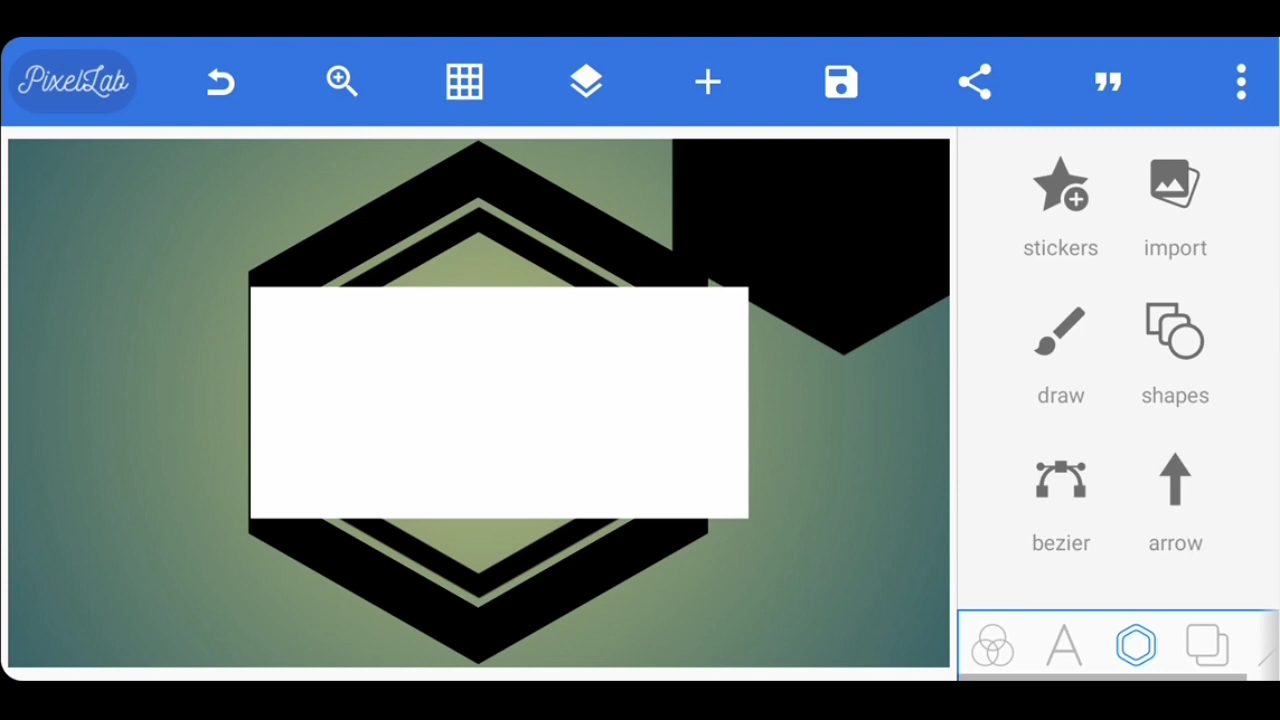 PixelLab
stickers
import
draw
shapes
bezier
arrow